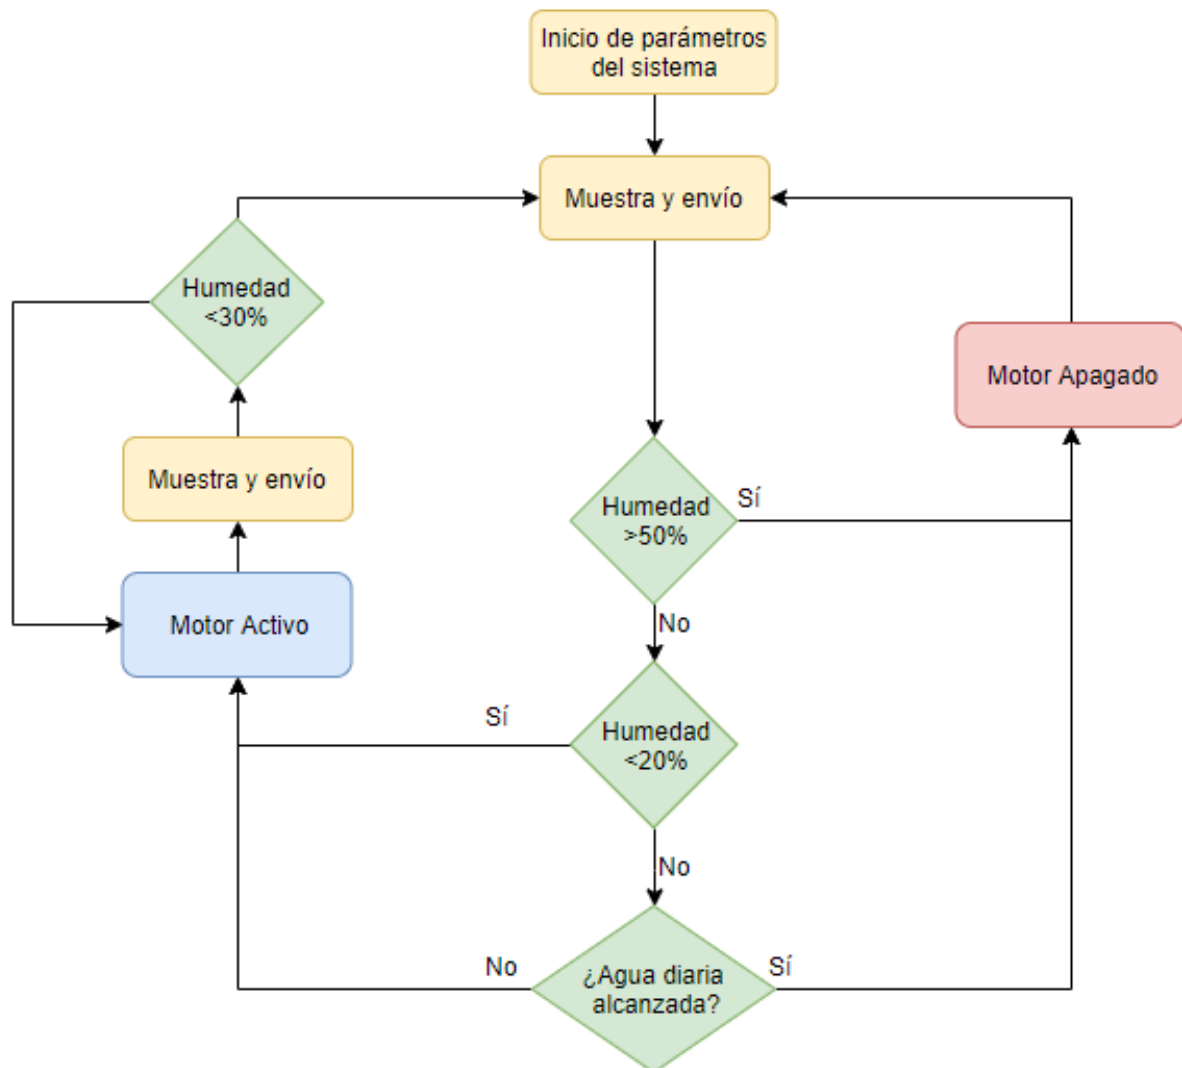 Inicio de parámetros
del sistema
Muestra y envío
Humedad
<30%
Motor Apagado
Muestra y envío
Humedad
>50%
Sí
Motor Activo
No
Sí
Humedad
<20%
No
No
¿Agua diaria
alcanzada?
Sí